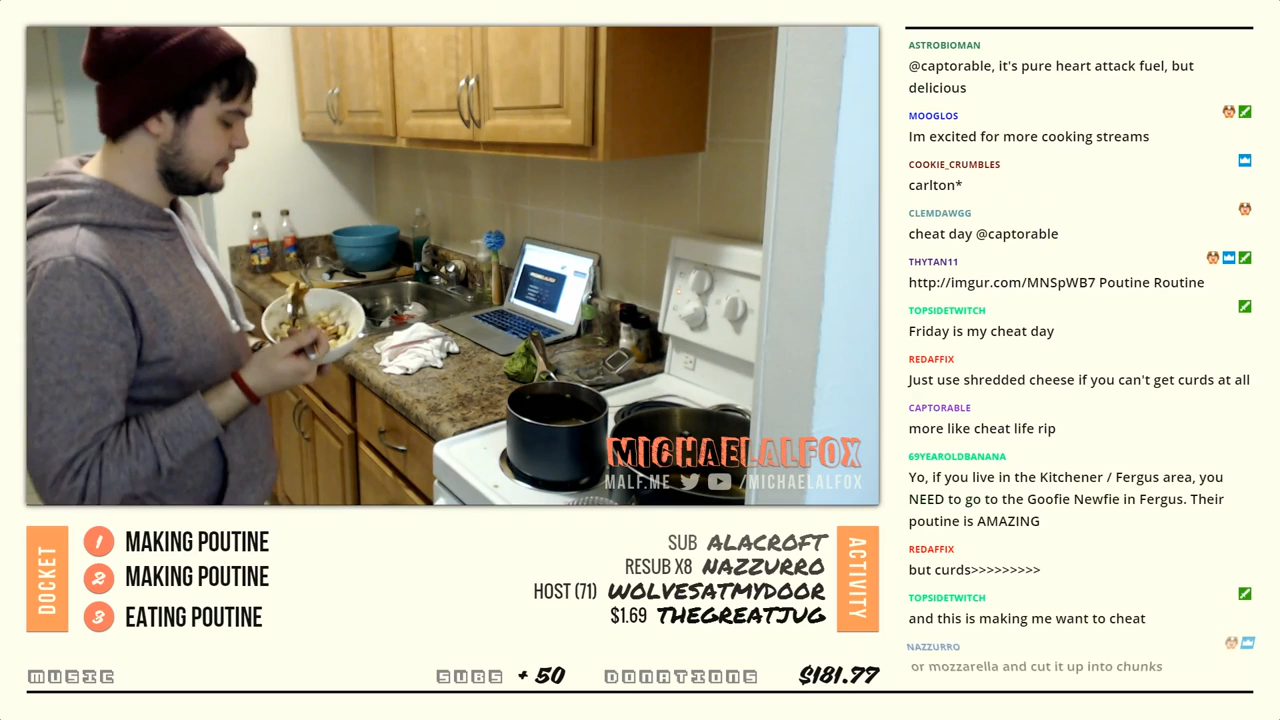 MICHAELALFOX
MALF.ME /MICHAELALFOX
DOCKET
1 MAKING POUTINE
2 MAKING POUTINE
3 EATING POUTINE
SUB ALACROFT
RESUB X8 NAZZURRO
HOST (71) WOLVESATMYDOOR
$1.69 THEGREATJUG
ACTIVITY
MUSIC
SUBS + 50
DONATIONS $181.77
ASTROBIOMAN
@captorable, it's pure heart attack fuel, but
delicious
MOOGLOS
Im excited for more cooking streams
COOKIE_CRUMBLES
carlton*
CLEMDAWGG
cheat day @captorable
THYTAN11
http://imgur.com/MNSpWB7 Poutine Routine
TOPSIDETWITCH
Friday is my cheat day
REDAFFIX
Just use shredded cheese if you can't get curds at all
CAPTORABLE
more like cheat life rip
69YEAROLDBANANA
Yo, if you live in the Kitchener / Fergus area, you
NEED to go to the Goofie Newfie in Fergus. Their
poutine is AMAZING
REDAFFIX
but curds>>>>>>>>>
TOPSIDETWITCH
and this is making me want to cheat
NAZZURRO
or mozzarella and cut it up into chunks